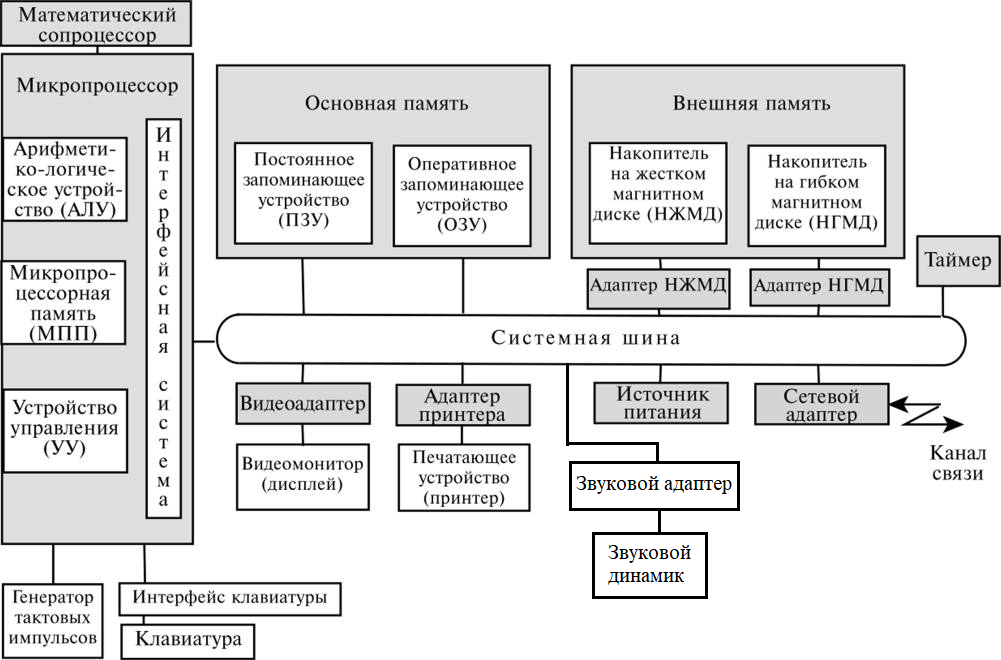 Математический
сопроцессор
Микропроцессор
Арифмети-
ко-логиче-
ское устрой-
ство (АЛУ)
Микропро-
цессорная
память
(МПП)
Устройство
управления
(УУ)
Интерфейсная система
Основная память
Постоянное
запоминающее
устройство
(ПЗУ)
Оперативное
запоминающее
устройство
(ОЗУ)
Внешняя память
Накопитель
на жестком
магнитном
диске (НЖМД)
Накопитель
на гибком
магнитном
диске (НГМД)
Адаптер НЖМД
Адаптер НГМД
Таймер
Системная шина
Видеоадаптер
Адаптер
принтера
Источник
питания
Сетевой
адаптер
Канал
связи
Видеомонитор
(дисплей)
Печатающее
устройство
(принтер)
Звуковой адаптер
Звуковой
динамик
Генератор
тактовых
импульсов
Интерфейс клавиатуры
Клавиатура